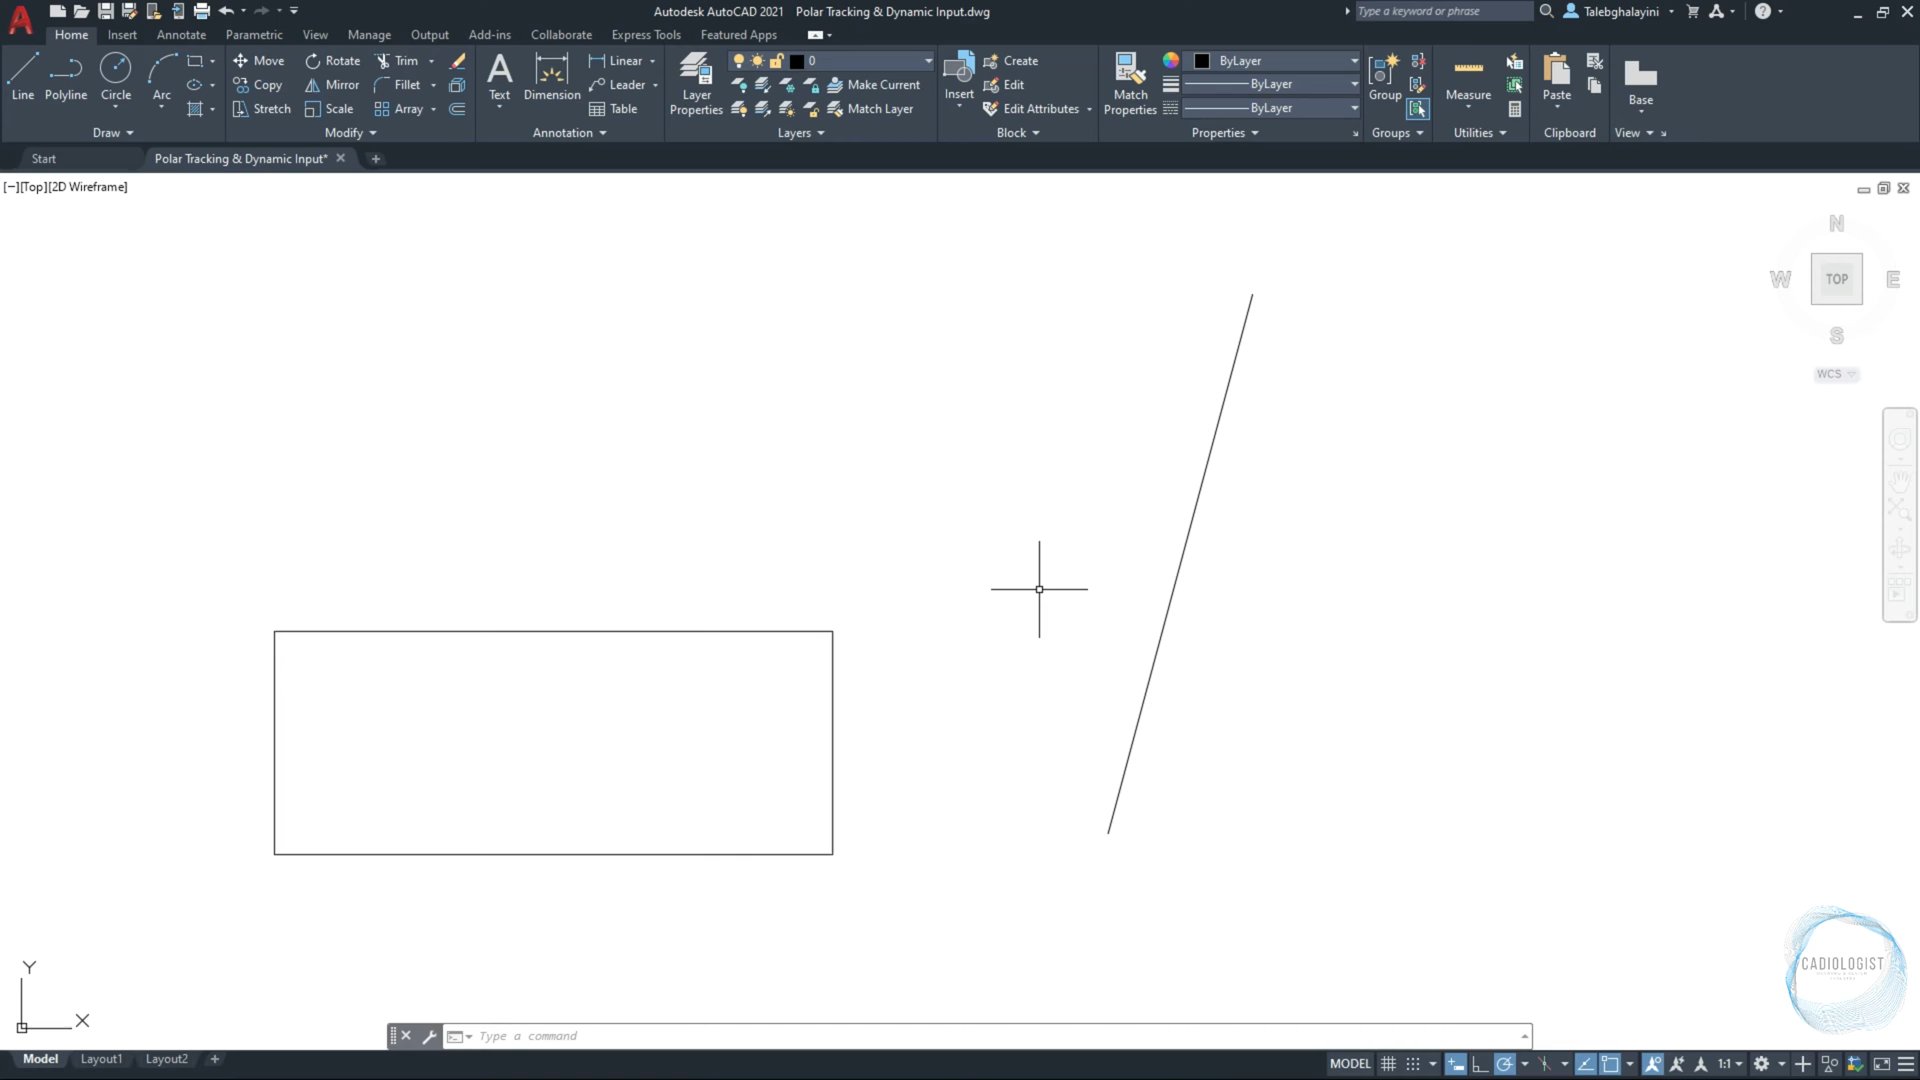 Autodesk AutoCAD 2021 Polar Tracking & Dynamic Input.dwg
Type a keyword or phrase
Talebghalayini
Home Insert Annotate Parametric View Manage Output Add-ins Collaborate Express Tools Featured Apps
Line Polyline Circle Arc
Move Rotate Trim
Copy Mirror Fillet
Stretch Scale Array
Text Dimension
Linear
Leader
Table
Layer Properties
0
Make Current
Match Layer
Insert
Create
Edit
Edit Attributes
Match Properties
ByLayer
ByLayer
ByLayer
Group
Measure
Paste
Base
Draw Modify Annotation Layers Block Properties Groups Utilities Clipboard View
Start Polar Tracking & Dynamic Input*
[−][Top][2D Wireframe]
N
W TOP E
S
WCS
Y
X
CADIOLOGIST
Type a command
Model Layout1 Layout2
MODEL 1:1